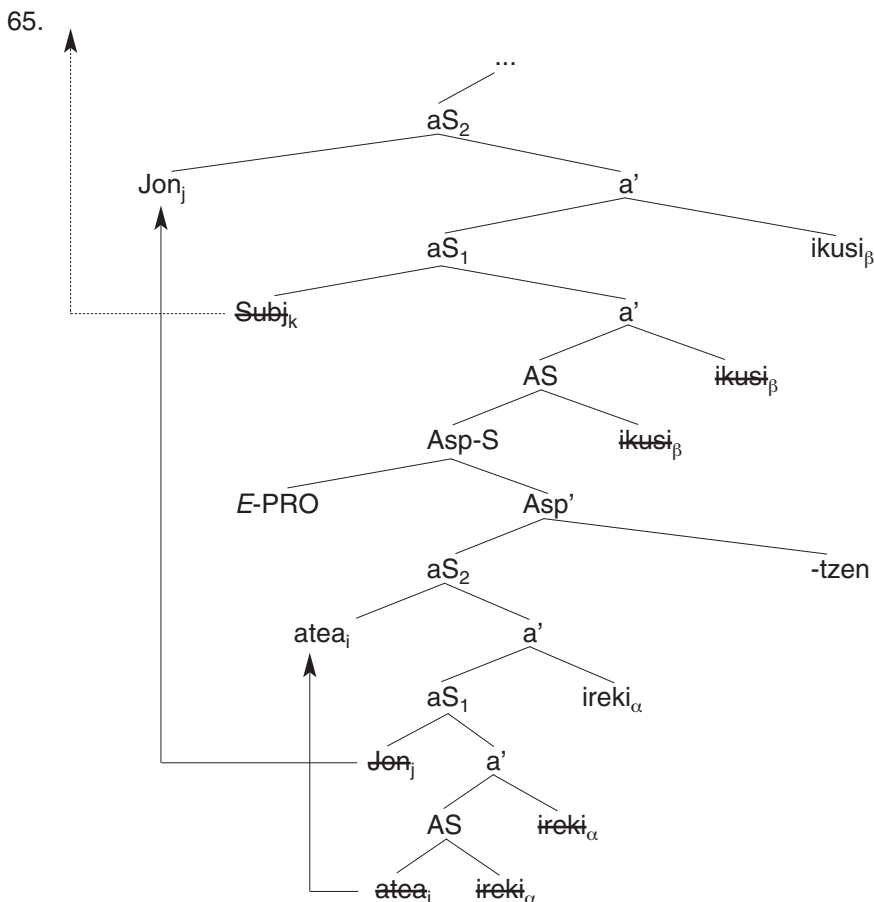 65.
...
aS₂
Jonⱼ a’
aS₁ ikusiᵦ
Subjₖ a’
AS ikusiᵦ
Asp-S ikusiᵦ
E-PRO Asp’
aS₂ -tzen
ateaᵢ a’
aS₁ irekiα
Jonⱼ a’
AS irekiα
ateaᵢ irekiα